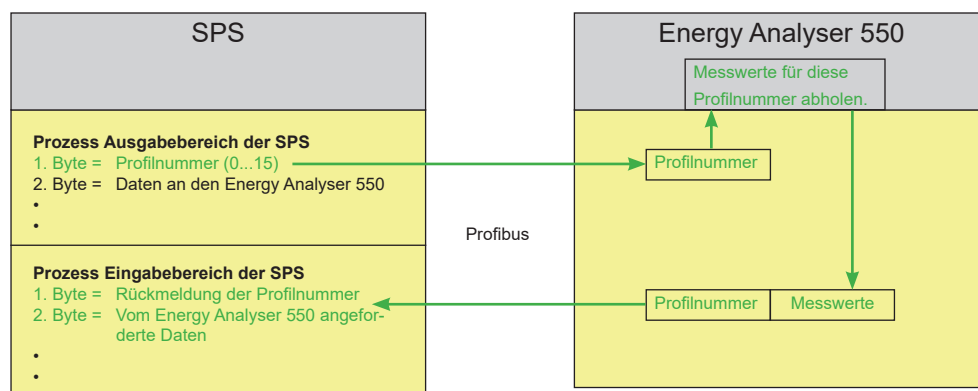 SPS
Prozess Ausgabebereich der SPS
1. Byte = Profilnummer (0...15)
2. Byte = Daten an den Energy Analyser 550
•
•
Prozess Eingabebereich der SPS
1. Byte = Rückmeldung der Profilnummer
2. Byte = Vom Energy Analyser 550 angefor-
derte Daten
•
•
Profibus
Energy Analyser 550
Messwerte für diese
Profilnummer abholen.
Profilnummer
Profilnummer Messwerte